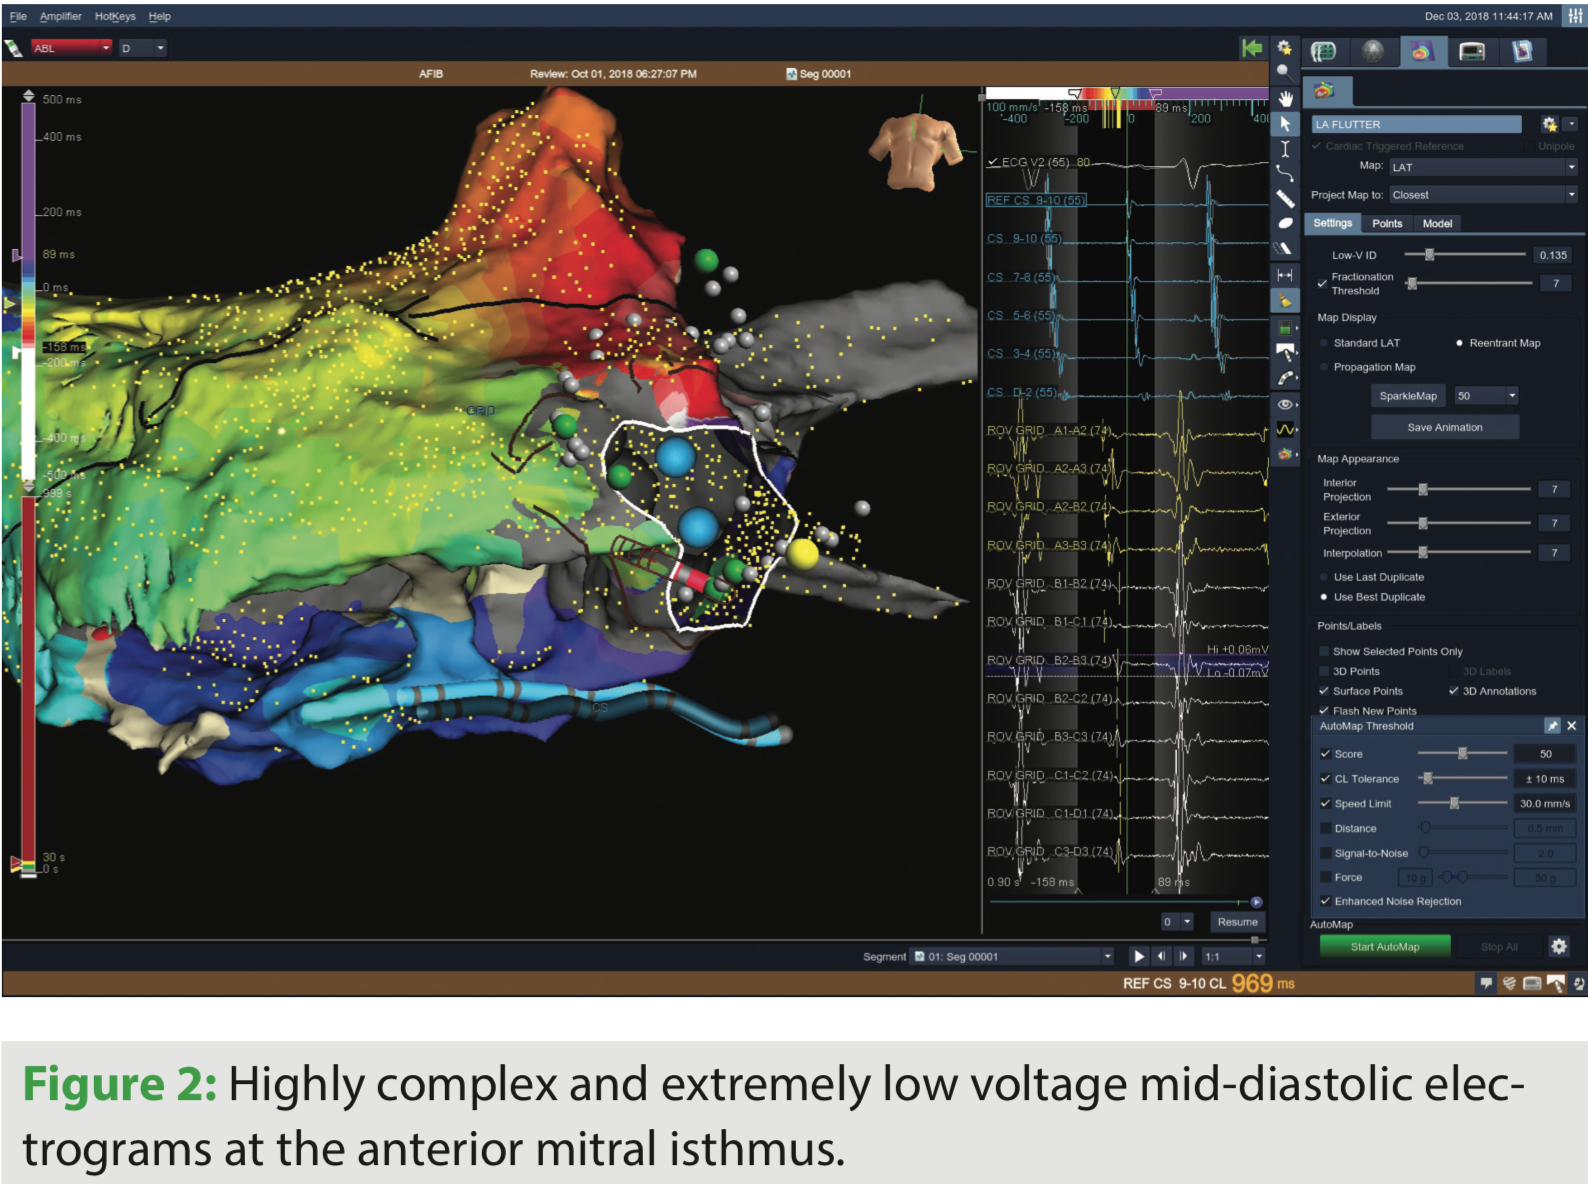 File Amplifier HotKeys Help
Dec 03, 2018 11:44:17 AM
ABL D
AFIB Review: Oct 01, 2018 06:27:07 PM Seg 00001
500 ms
400 ms
200 ms
89 ms
0 ms
-158 ms
-200 ms
-400 ms
-500 ms
30 s
0 s
CS
100 mm/s -158 ms 89 ms
-400 -200 0 200 400
ECG V2 (55) 80
REF CS 9-10 (55)
CS 9-10 (55)
CS 7-8 (55)
CS 5-6 (55)
CS 3-4 (55)
CS D-2 (55)
ROV GRID A1-A2 (74)
ROV GRID A2-A3 (74)
ROV GRID A2-B2 (74)
ROV GRID A3-B3 (74)
ROV GRID B1-B2 (74)
ROV GRID B1-C1 (74)
Hi +0.06mV
ROV GRID B2-B3 (74)
Lo -0.07mV
ROV GRID B2-C2 (74)
ROV GRID B3-C3 (74)
ROV GRID C1-C2 (74)
ROV GRID C1-D1 (74)
ROV GRID C3-D3 (74)
0.90 s -158 ms 89 ms
0 Resume
Segment 01: Seg 00001 1:1
REF CS 9-10 CL 969 ms
LA FLUTTER
Cardiac Triggered Reference Unipole
Map: LAT
Project Map to: Closest
Settings Points Model
Low-V ID 0.135
Fractionation
Threshold 7
Map Display
Standard LAT Reentrant Map
Propagation Map
SparkleMap 50
Save Animation
Map Appearance
Interior
Projection 7
Exterior
Projection 7
Interpolation 7
Use Last Duplicate
Use Best Duplicate
Points/Labels
Show Selected Points Only
3D Points 3D Labels
Surface Points 3D Annotations
Flash New Points
AutoMap Threshold
Score 50
CL Tolerance ± 10 ms
Speed Limit 30.0 mm/s
Distance 0.5 mm
Signal-to-Noise 2.0
Force 10 g 50 g
Enhanced Noise Rejection
AutoMap
Start AutoMap Stop All
Figure 2: Highly complex and extremely low voltage mid-diastolic elec-
trograms at the anterior mitral isthmus.